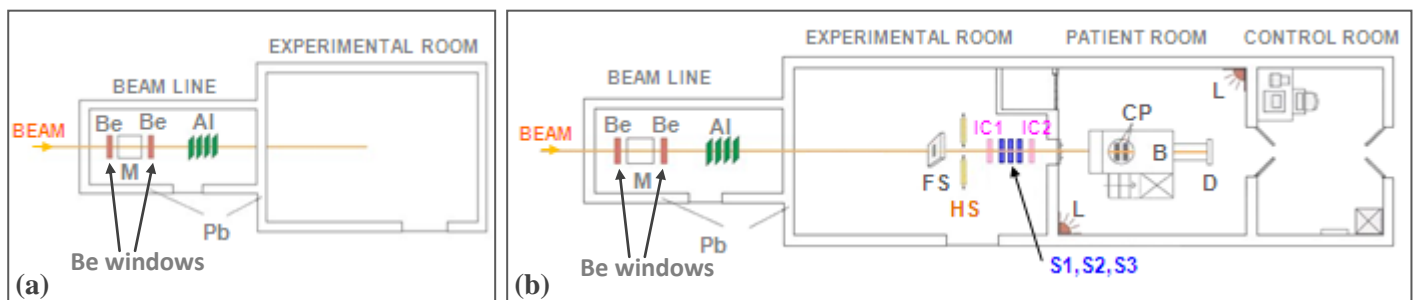 EXPERIMENTAL ROOM
BEAM LINE
BEAM
Be Be Al
M
Pb
Be windows
(a)
EXPERIMENTAL ROOM PATIENT ROOM CONTROL ROOM
BEAM LINE
L
CP
BEAM
Be Be Al
IC1 IC2
B
M
FS
D
HS
L
Pb
Be windows
S1, S2, S3
(b)